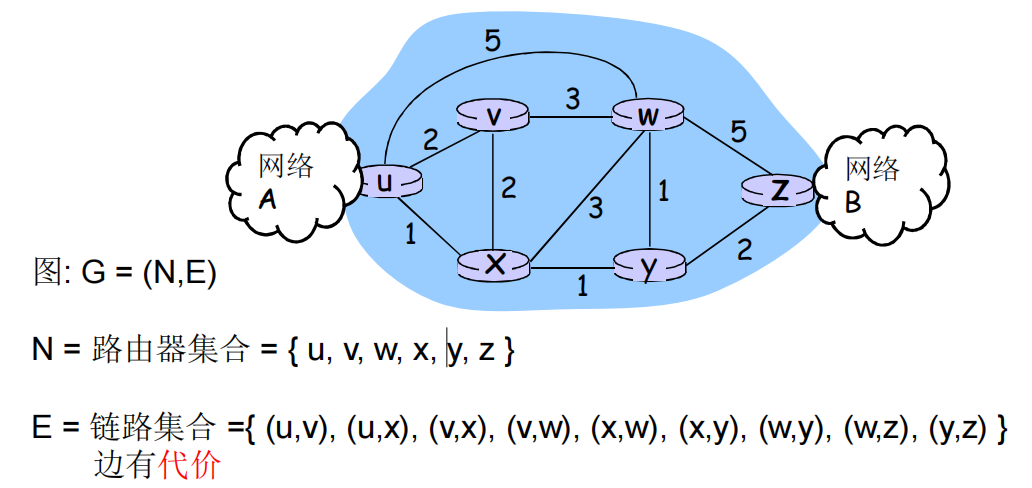 5
v
3
w
2
5
网络
A
u
2
3
1
z
网络
B
1
x
1
y
2
图: G = (N,E)
N = 路由器集合 = { u, v, w, x, y, z }
E = 链路集合 ={ (u,v), (u,x), (v,x), (v,w), (x,w), (x,y), (w,y), (w,z), (y,z) }
边有代价